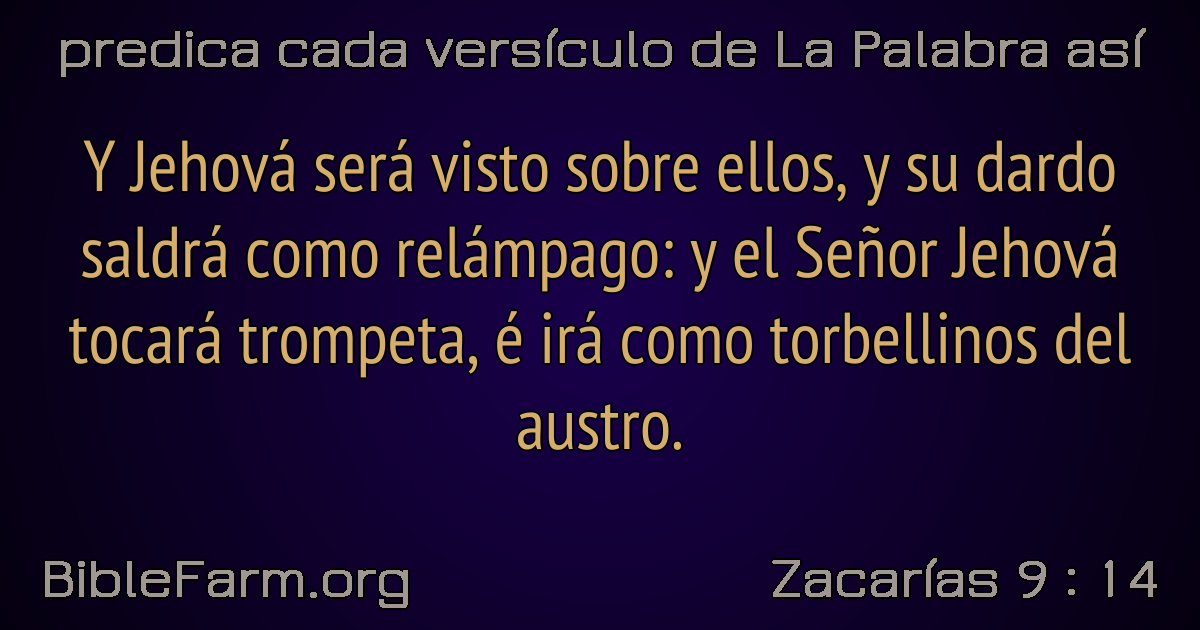 predica cada versículo de La Palabra así
Y Jehová será visto sobre ellos, y su dardo
saldrá como relámpago: y el Señor Jehová
tocará trompeta, é irá como torbellinos del
austro.
BibleFarm.org
Zacarías 9 : 14